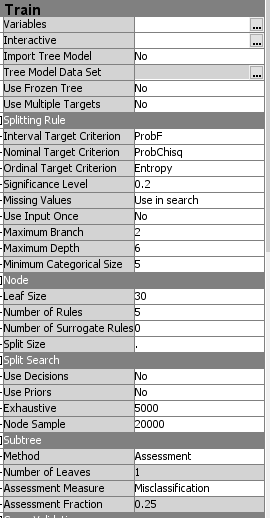 Train
Variables ...
Interactive ...
Import Tree Model No
Tree Model Data Set ...
Use Frozen Tree No
Use Multiple Targets No
Splitting Rule
Interval Target Criterion ProbF
Nominal Target Criterion ProbChisq
Ordinal Target Criterion Entropy
Significance Level 0.2
Missing Values Use in search
Use Input Once No
Maximum Branch 2
Maximum Depth 6
Minimum Categorical Size 5
Node
Leaf Size 30
Number of Rules 5
Number of Surrogate Rules 0
Split Size .
Split Search
Use Decisions No
Use Priors No
Exhaustive 5000
Node Sample 20000
Subtree
Method Assessment
Number of Leaves 1
Assessment Measure Misclassification
Assessment Fraction 0.25